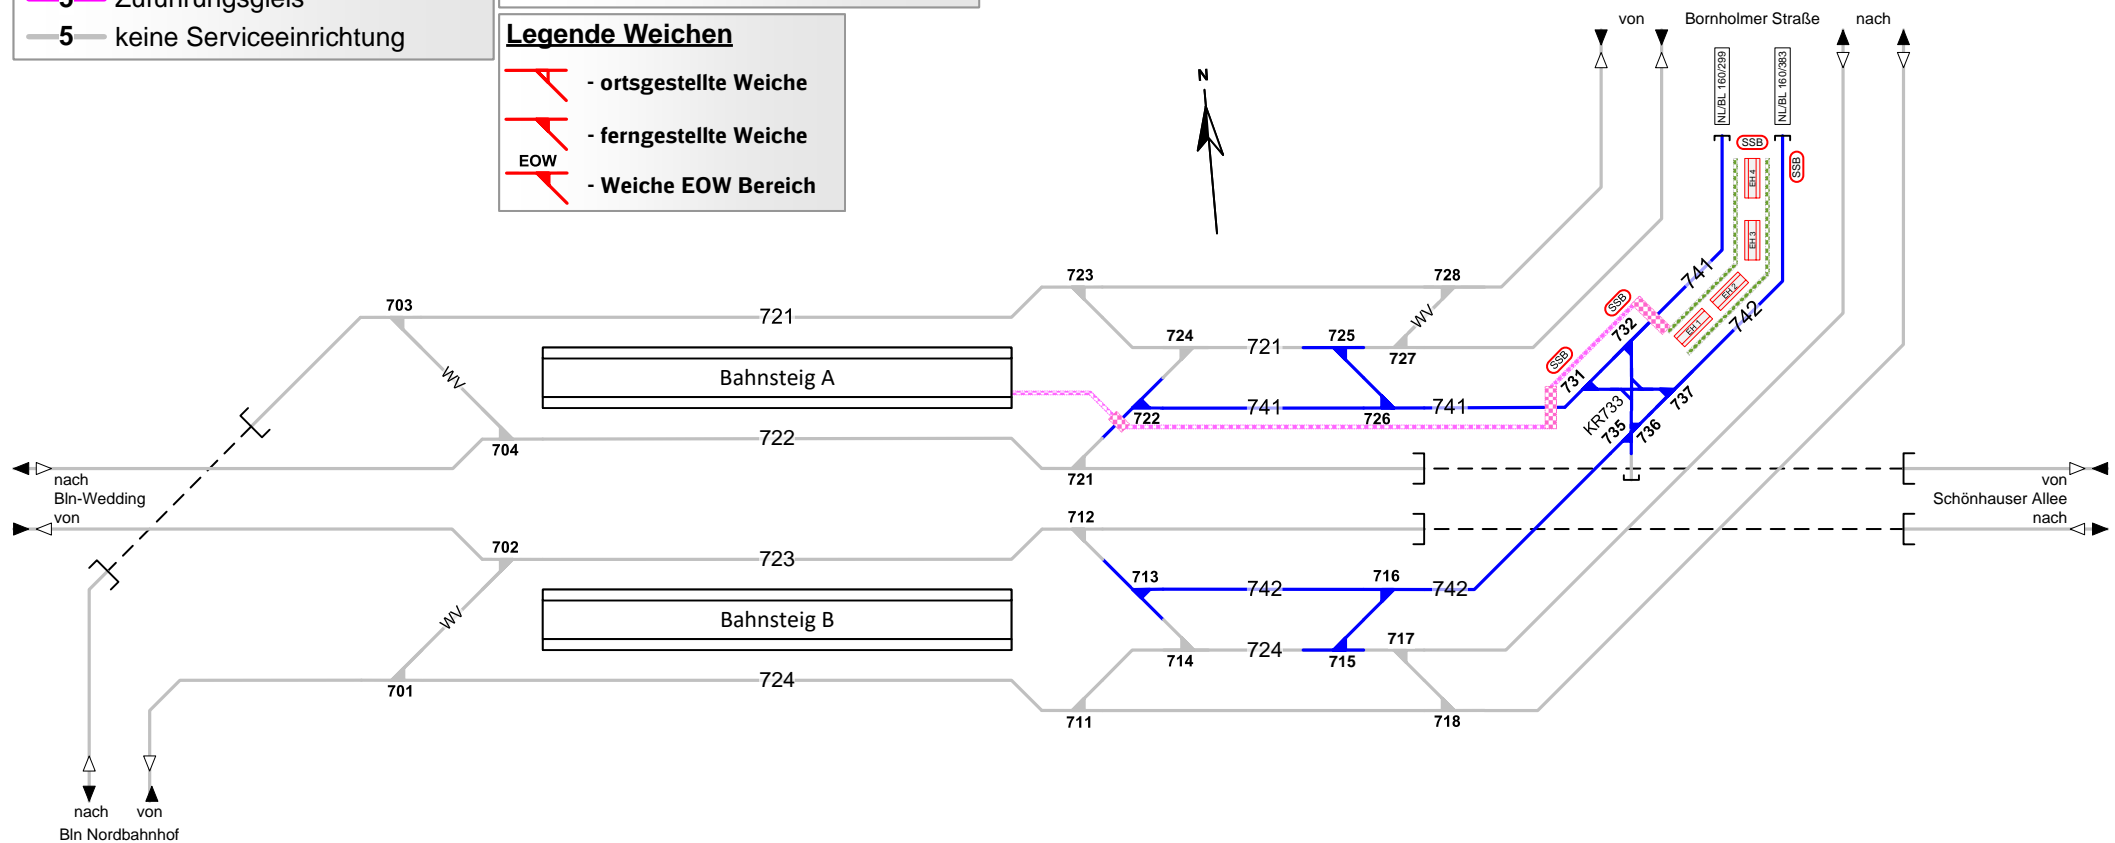 5 Zuführungsgleis
5 keine Serviceeinrichtung
Legende Weichen
- ortsgestellte Weiche
- ferngestellte Weiche
EOW
- Weiche EOW Bereich
N
von Bornholmer Straße nach
NL/BL 160/299
NL/BL 160/383
SSB
SSB
EH 4
EH 3
EH 2
EH 1
741
742
SSB
SSB
732
731
737
KR733
735
736
723
728
703
721
WV
724
721
725
727
Bahnsteig A
WV
741
741
722
726
704
722
721
nach
Bln-Wedding
von
von
Schönhauser Allee
nach
712
702
723
713
716
742
742
WV
Bahnsteig B
714
724
715
717
701
724
711
718
nach von
Bln Nordbahnhof